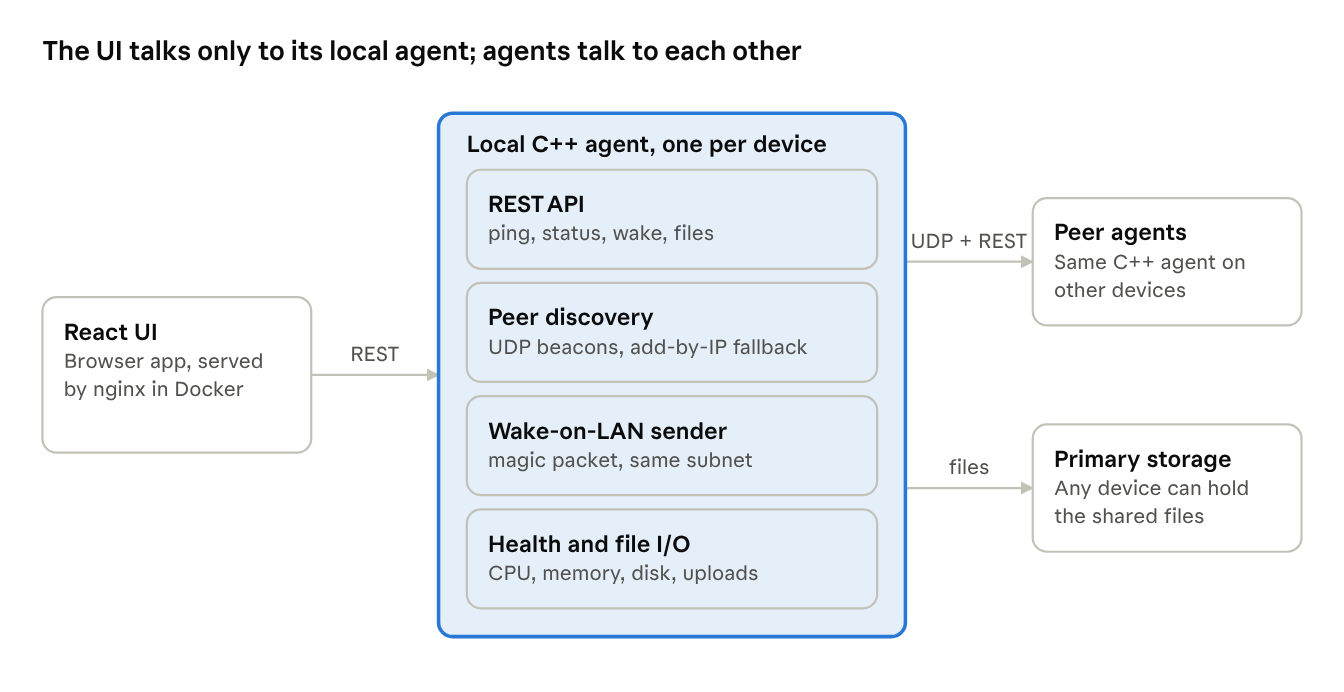 The UI talks only to its local agent; agents talk to each other
Local C++ agent, one per device
REST API
ping, status, wake, files
Peer discovery
UDP beacons, add-by-IP fallback
Wake-on-LAN sender
magic packet, same subnet
Health and file I/O
CPU, memory, disk, uploads
React UI
Browser app, served
by nginx in Docker
REST
UDP + REST
Peer agents
Same C++ agent on
other devices
files
Primary storage
Any device can hold
the shared files